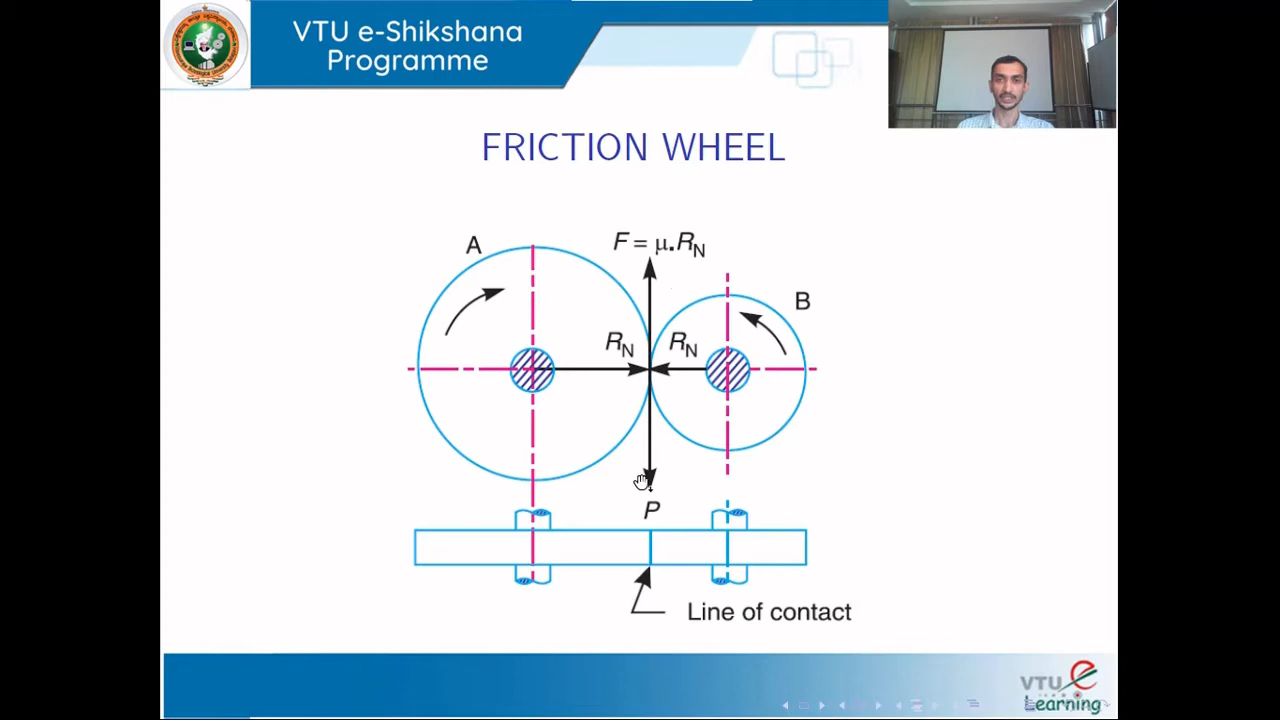 VTU e-Shikshana
Programme
FRICTION WHEEL
A
F = μ.RN
B
RN
RN
P
Line of contact
VTU e
Learning